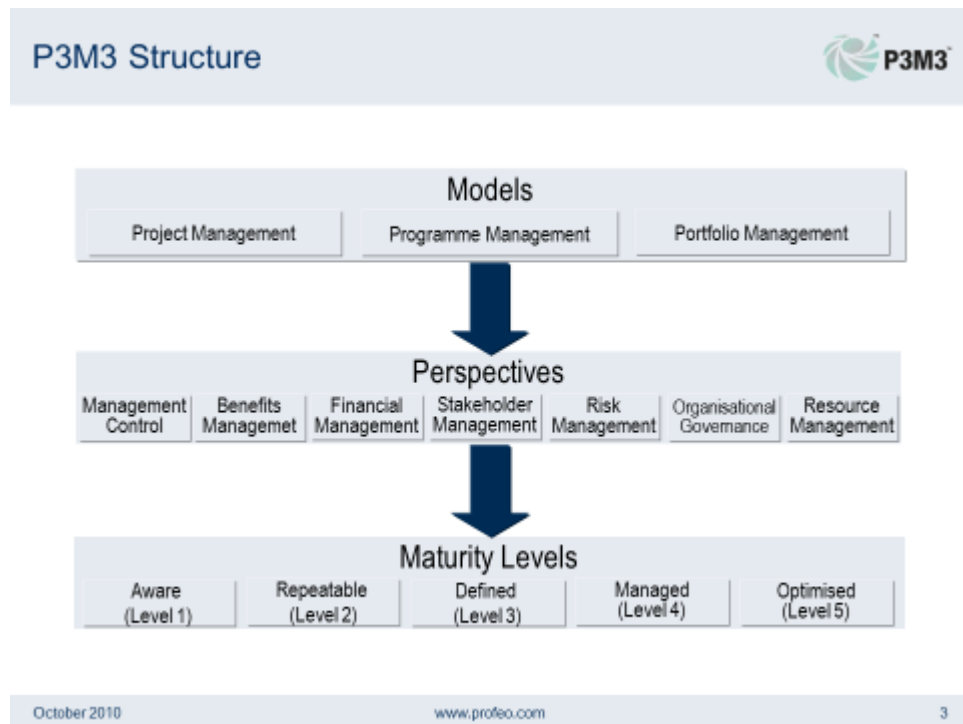 P3M3 Structure
P3M3™
Models
Project Management
Programme Management
Portfolio Management
Perspectives
Management
Control
Benefits
Managemet
Financial
Management
Stakeholder
Management
Risk
Management
Organisational
Governance
Resource
Management
Maturity Levels
Aware
(Level 1)
Repeatable
(Level 2)
Defined
(Level 3)
Managed
(Level 4)
Optimised
(Level 5)
October 2010
www.profeo.com
3